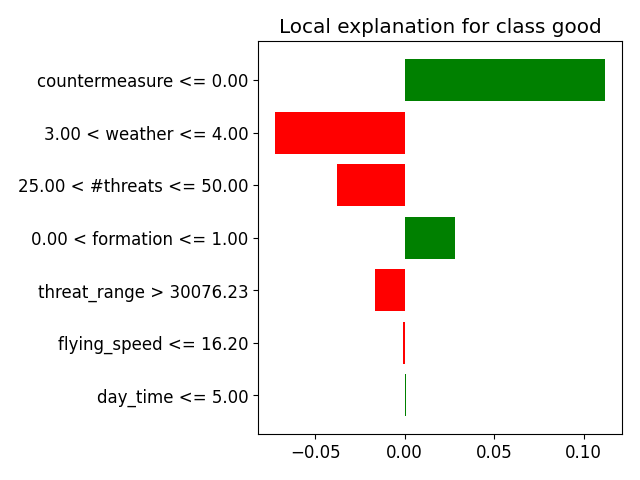 Local explanation for class good
countermeasure <= 0.00
3.00 < weather <= 4.00
25.00 < #threats <= 50.00
0.00 < formation <= 1.00
threat_range > 30076.23
flying_speed <= 16.20
day_time <= 5.00
−0.05 0.00 0.05 0.10